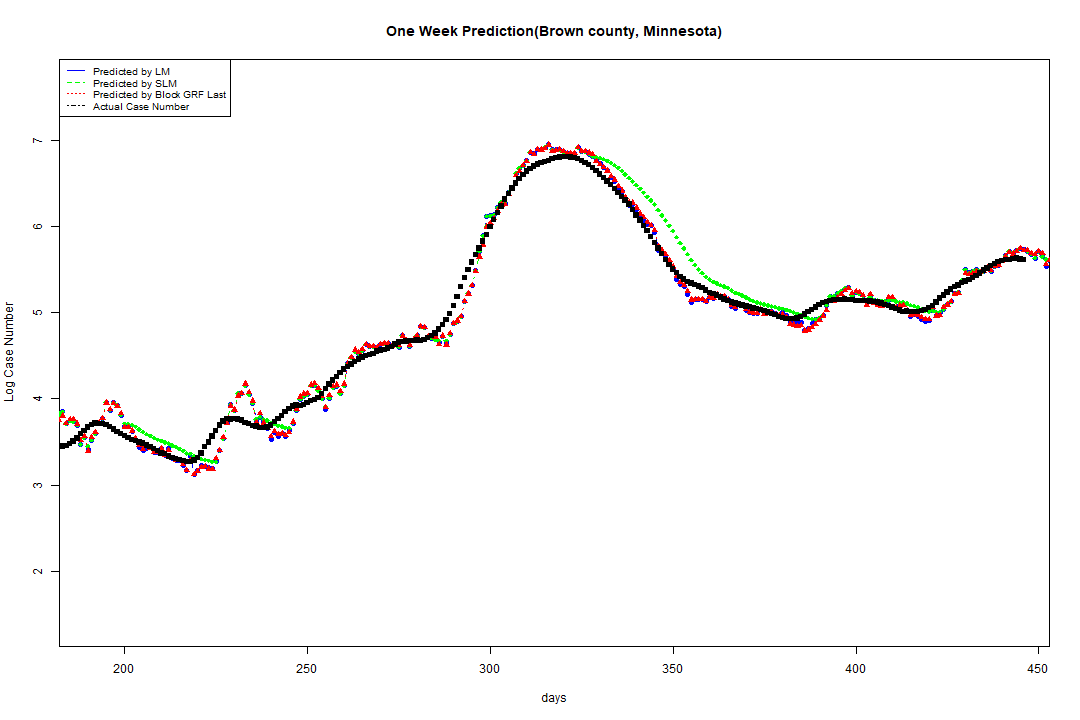 One Week Prediction(Brown county, Minnesota)
Predicted by LM
Predicted by SLM
Predicted by Block GRF Last
Actual Case Number
7
6
5
4
3
2
Log Case Number
200 250 300 350 400 450
days